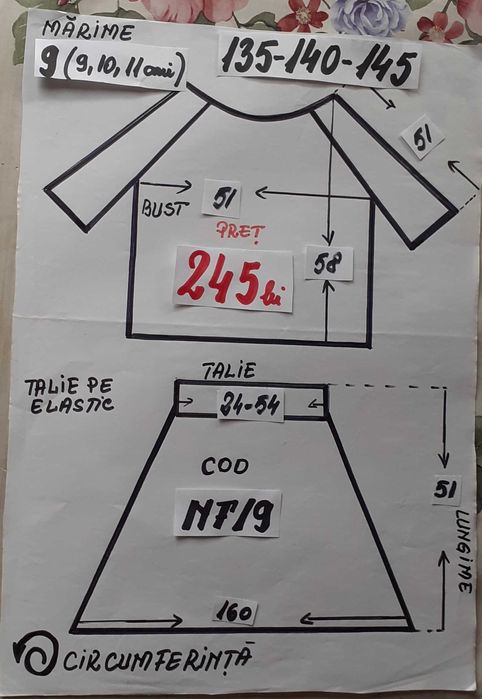 MĂRIME
9 (9,10,11 ani)
135-140-145
51
BUST
51
PREȚ
245 lei
58
TALIE PE
ELASTIC
TALIE
24-54
COD
NF/9
51
LUNGIME
160
CIRCUMFERINȚĂ